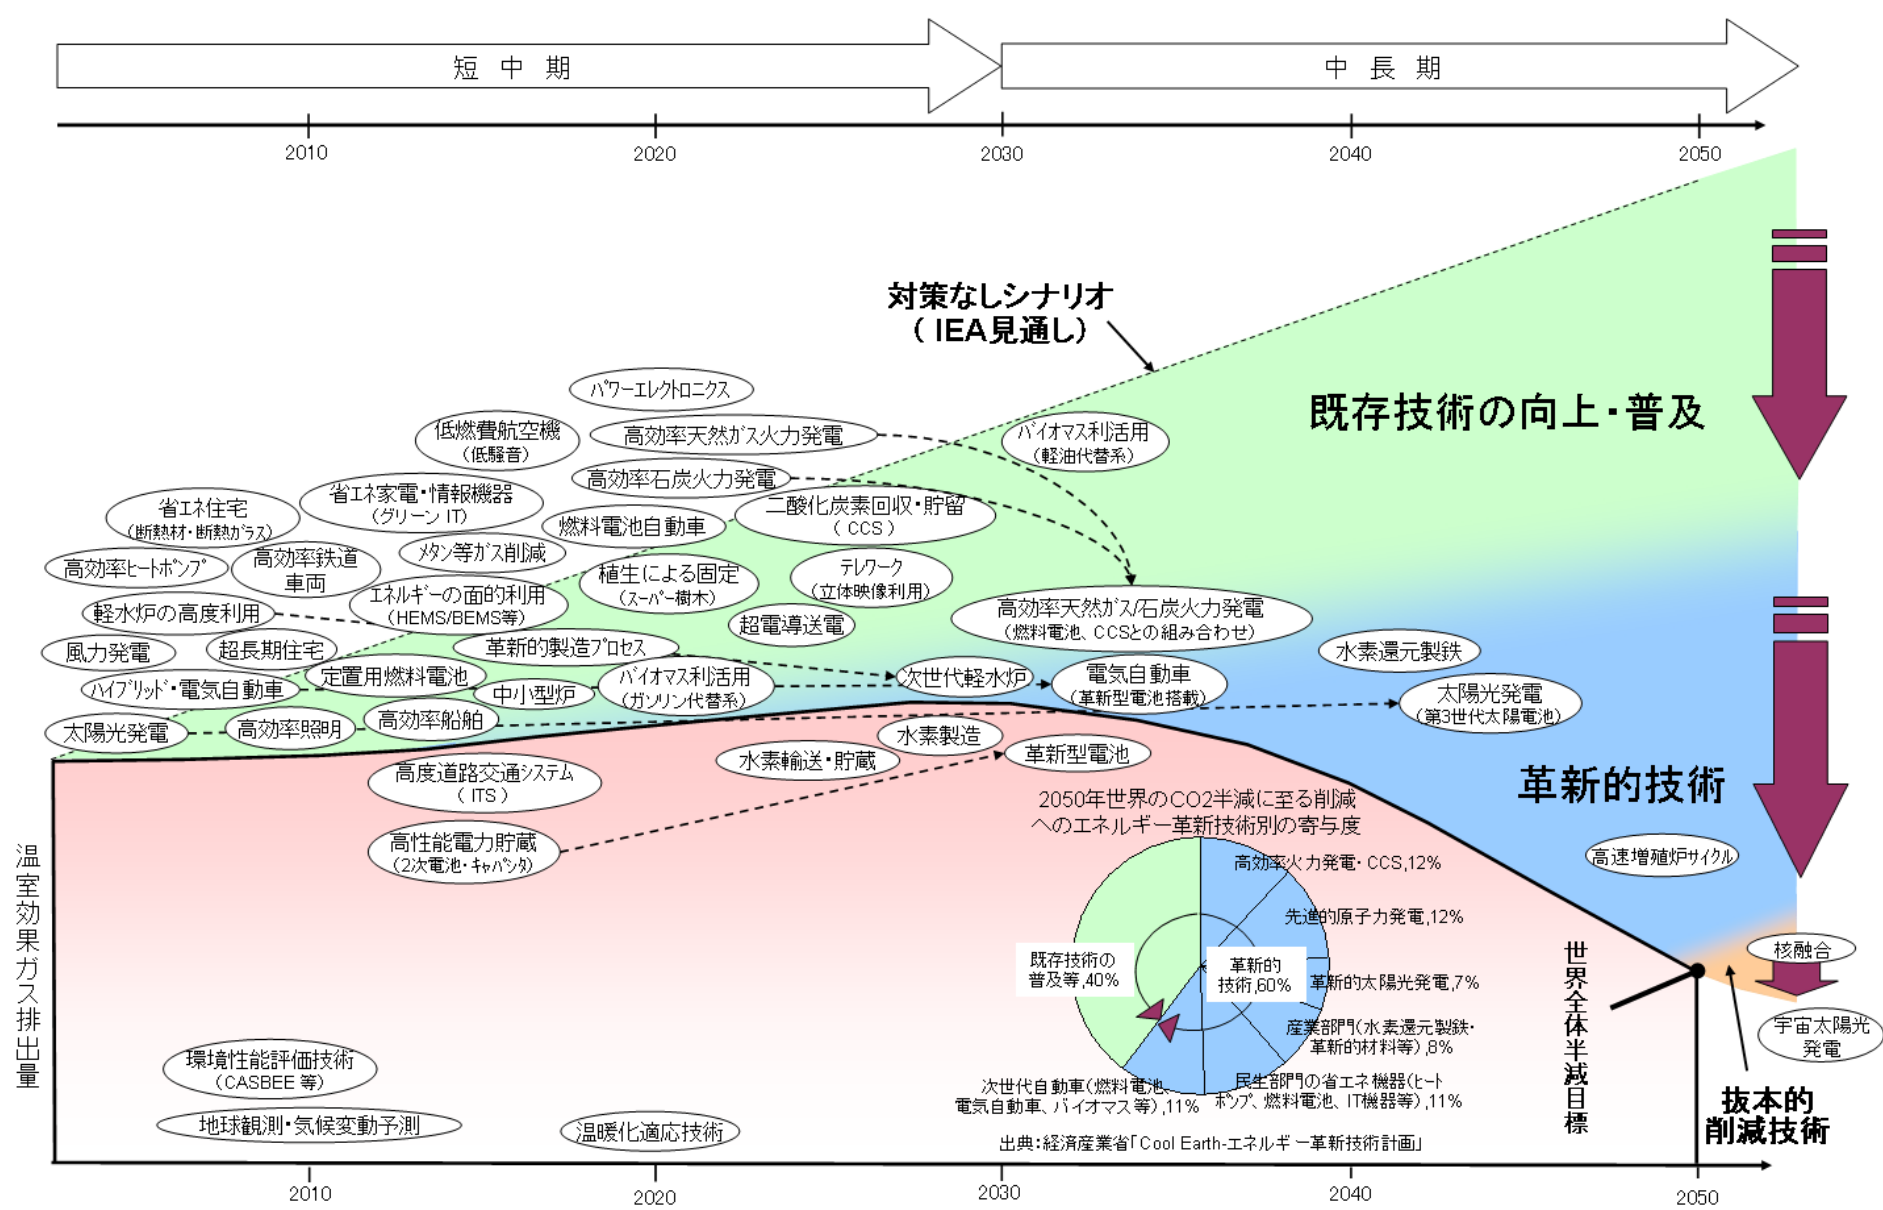 短中期
中長期
2010
2020
2030
2040
2050
対策なしシナリオ
（IEA見通し）
既存技術の向上・普及
革新的技術
抜本的
削減技術
世界全体半減目標
温室効果ガス排出量
パワーエレクトロニクス
低燃費航空機
（低騒音）
高効率天然ガス火力発電
バイオマス利活用
（軽油代替系）
高効率石炭火力発電
省エネ住宅
（断熱材・断熱ガラス）
省エネ家電・情報機器
（グリーンIT）
燃料電池自動車
二酸化炭素回収・貯留
（CCS）
高効率ヒートポンプ
高効率鉄道
車両
メタン等ガス削減
植生による固定
（スーパー樹木）
テレワーク
（立体映像利用）
軽水炉の高度利用
エネルギーの面的利用
（HEMS/BEMS等）
超電導送電
高効率天然ガス/石炭火力発電
（燃料電池、CCSとの組み合わせ）
風力発電
超長期住宅
革新的製造プロセス
水素還元製鉄
ハイブリッド・電気自動車
定置用燃料電池
中小型炉
バイオマス利活用
（ガソリン代替系）
次世代軽水炉
電気自動車
（革新型電池搭載）
太陽光発電
（第3世代太陽電池）
太陽光発電
高効率照明
高効率船舶
水素製造
高度道路交通システム
（ITS）
水素輸送・貯蔵
革新型電池
高性能電力貯蔵
（2次電池・キャパシタ）
高速増殖炉サイクル
核融合
宇宙太陽光
発電
環境性能評価技術
（CASBEE 等）
地球観測・気候変動予測
温暖化適応技術
2050年世界のCO2半減に至る削減
へのエネルギー革新技術別の寄与度
高効率火力発電・CCS,12%
先進的原子力発電,12%
革新的太陽光発電,7%
産業部門（水素還元製鉄・
革新的材料等）,8%
民生部門の省エネ機器（ヒート
ポンプ、燃料電池、IT機器等）,11%
次世代自動車（燃料電池、
電気自動車、バイオマス等）,11%
既存技術の
普及等,40%
革新的
技術,60%
出典：経済産業省「Cool Earth-エネルギー革新技術計画」
2010
2020
2030
2040
2050